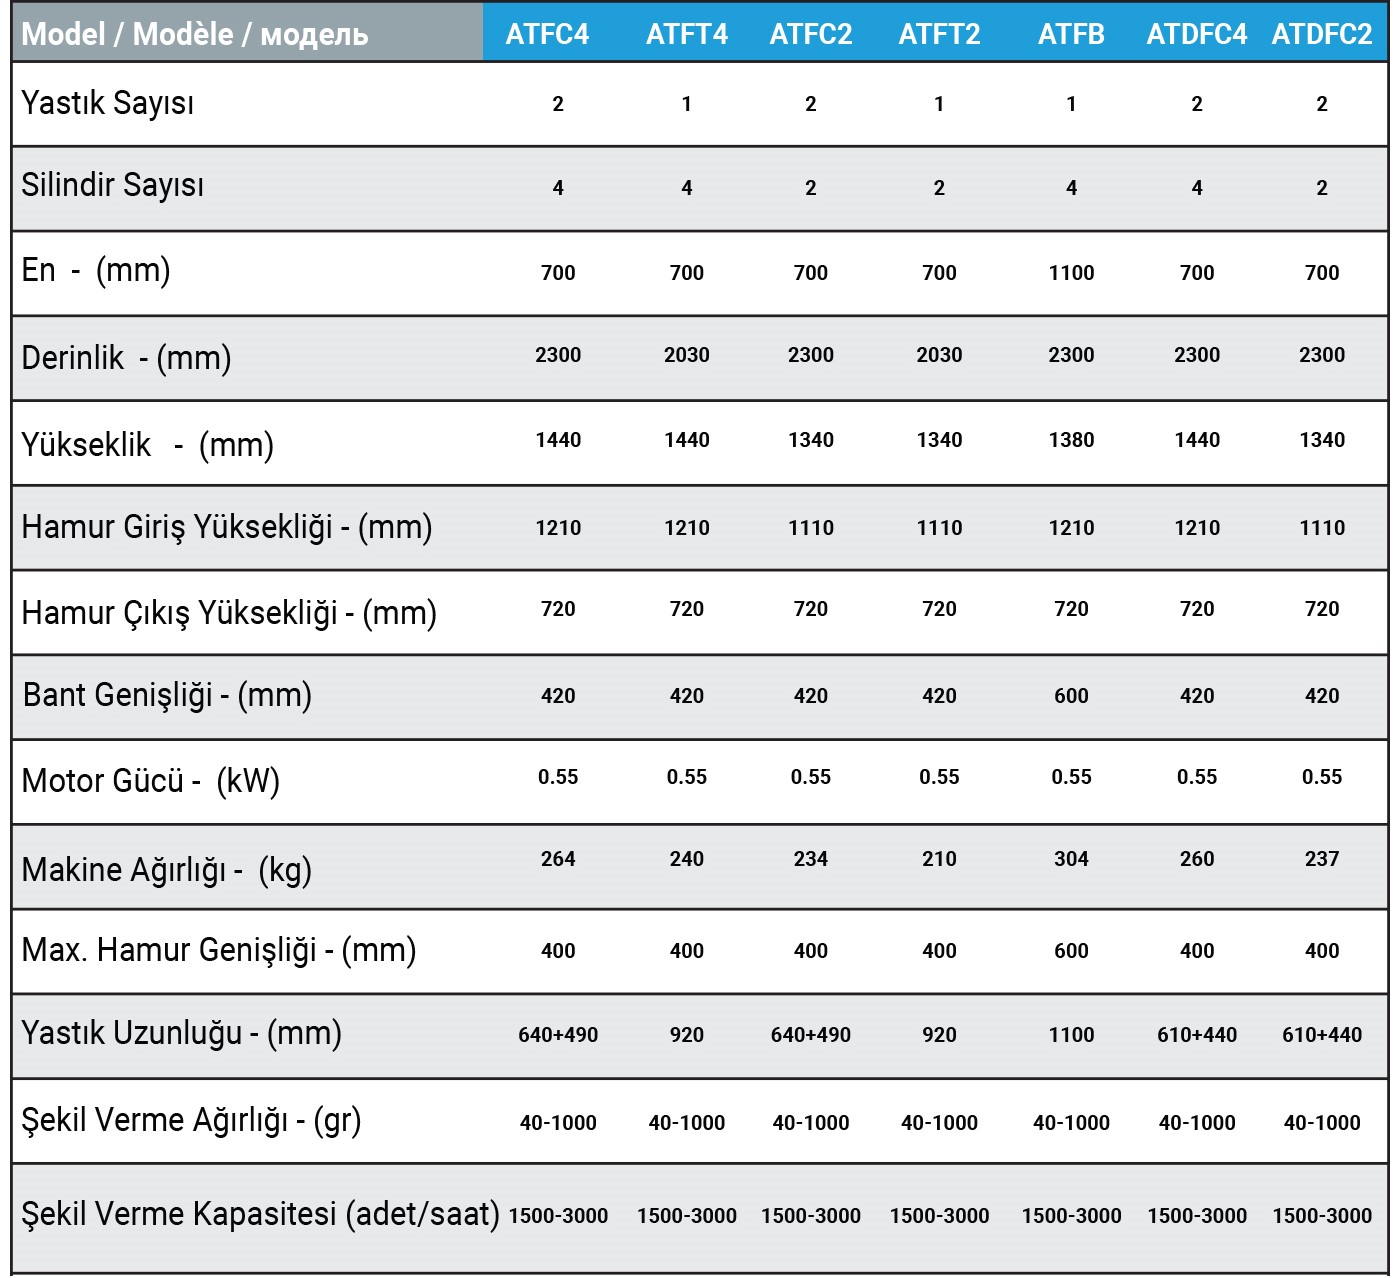 Model / Modèle / модель ATFC4 ATFT4 ATFC2 ATFT2 ATFB ATDFC4 ATDFC2
Yastık Sayısı 2 1 2 1 1 2 2
Silindir Sayısı 4 4 2 2 4 4 2
En - (mm) 700 700 700 700 1100 700 700
Derinlik - (mm) 2300 2030 2300 2030 2300 2300 2300
Yükseklik - (mm) 1440 1440 1340 1340 1380 1440 1340
Hamur Giriş Yüksekliği - (mm) 1210 1210 1110 1110 1210 1210 1110
Hamur Çıkış Yüksekliği - (mm) 720 720 720 720 720 720 720
Bant Genişliği - (mm) 420 420 420 420 600 420 420
Motor Gücü - (kW) 0.55 0.55 0.55 0.55 0.55 0.55 0.55
Makine Ağırlığı - (kg) 264 240 234 210 304 260 237
Max. Hamur Genişliği - (mm) 400 400 400 400 600 400 400
Yastık Uzunluğu - (mm) 640+490 920 640+490 920 1100 610+440 610+440
Şekil Verme Ağırlığı - (gr) 40-1000 40-1000 40-1000 40-1000 40-1000 40-1000 40-1000
Şekil Verme Kapasitesi (adet/saat) 1500-3000 1500-3000 1500-3000 1500-3000 1500-3000 1500-3000 1500-3000